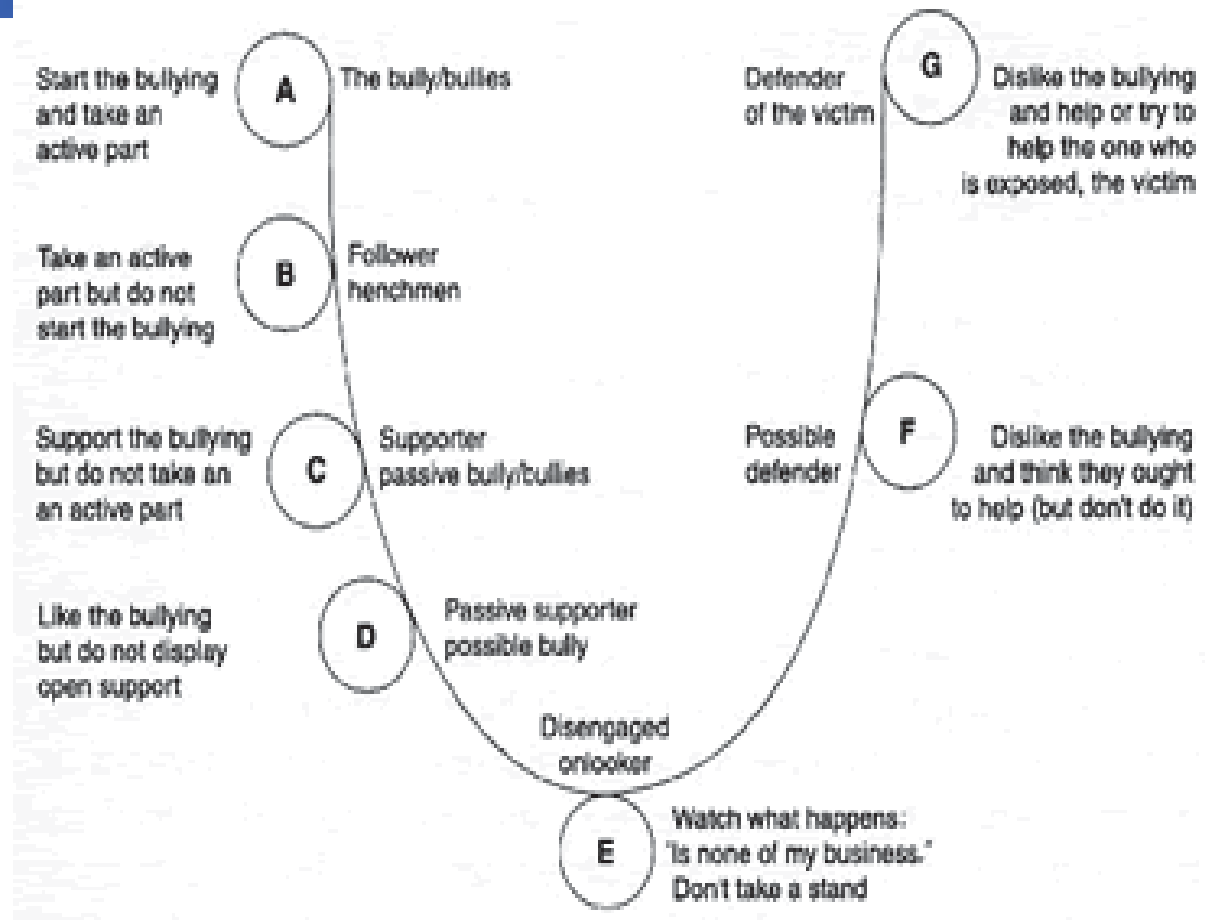 Start the bullying
and take an
active part
A
The bully/bullies
Take an active
part but do not
start the bullying
B
Follower
henchmen
Support the bullying
but do not take an
an active part
C
Supporter
passive bully/bullies
Like the bullying
but do not display
open support
D
Passive supporter
possible bully
Disengaged
onlooker
E
Watch what happens:
"Is none of my business."
Don't take a stand
Possible
defender
F
Dislike the bullying
and think they ought
to help (but don't do it)
Defender
of the victim
G
Dislike the bullying
and help or try to
help the one who
is exposed, the victim